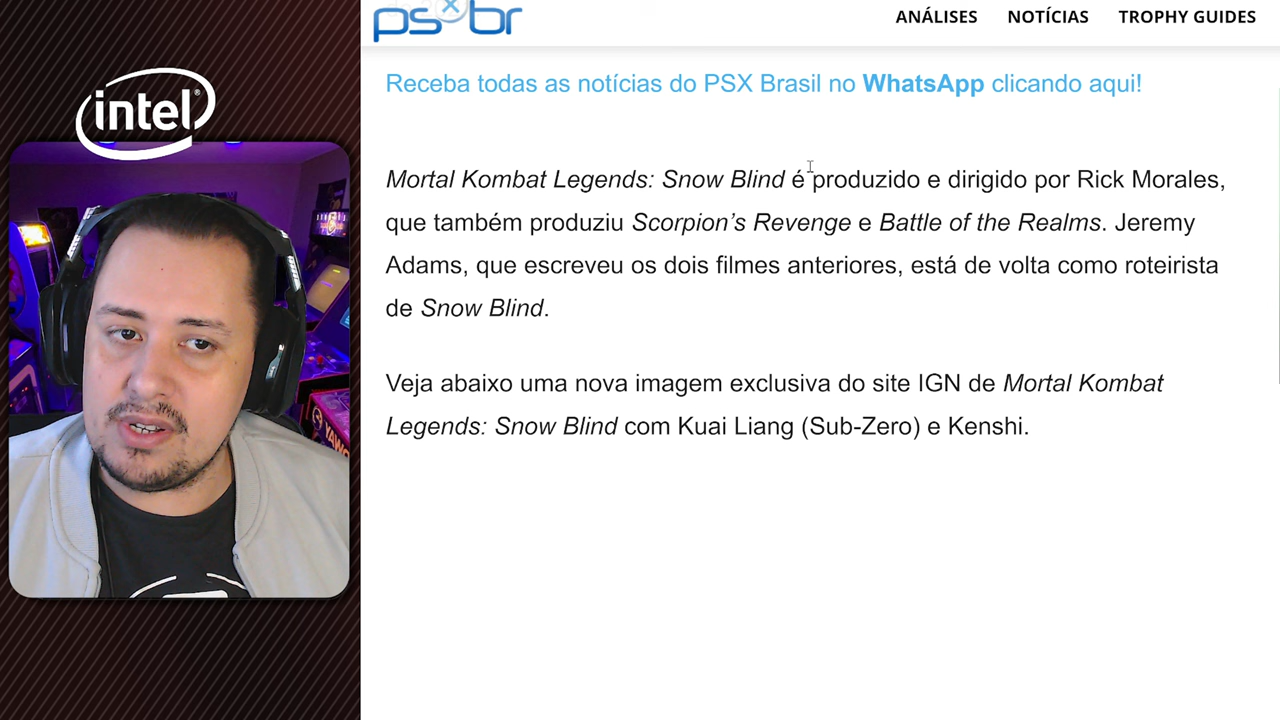 psxbr
ANÁLISES NOTÍCIAS TROPHY GUIDES
intel®
Receba todas as notícias do PSX Brasil no WhatsApp clicando aqui!
Mortal Kombat Legends: Snow Blind é produzido e dirigido por Rick Morales,
que também produziu Scorpion’s Revenge e Battle of the Realms. Jeremy
Adams, que escreveu os dois filmes anteriores, está de volta como roteirista
de Snow Blind.
Veja abaixo uma nova imagem exclusiva do site IGN de Mortal Kombat
Legends: Snow Blind com Kuai Liang (Sub-Zero) e Kenshi.